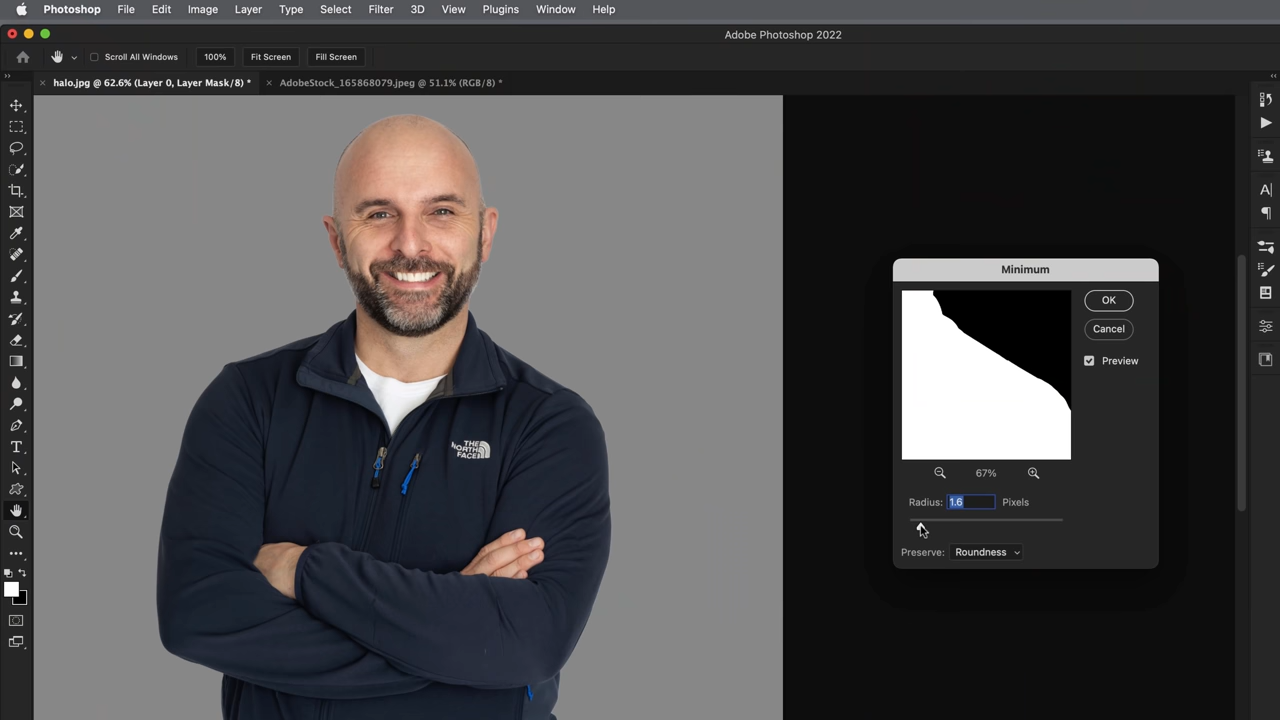 Photoshop File Edit Image Layer Type Select Filter 3D View Plugins Window Help
Adobe Photoshop 2022
Scroll All Windows 100% Fit Screen Fill Screen
halo.jpg @ 62.6% (Layer 0, Layer Mask/8) * AdobeStock_165868079.jpeg @ 51.1% (RGB/8) *
Minimum
OK
Cancel
Preview
67%
Radius: 1.6 Pixels
Preserve: Roundness
THE
NORTH
FACE